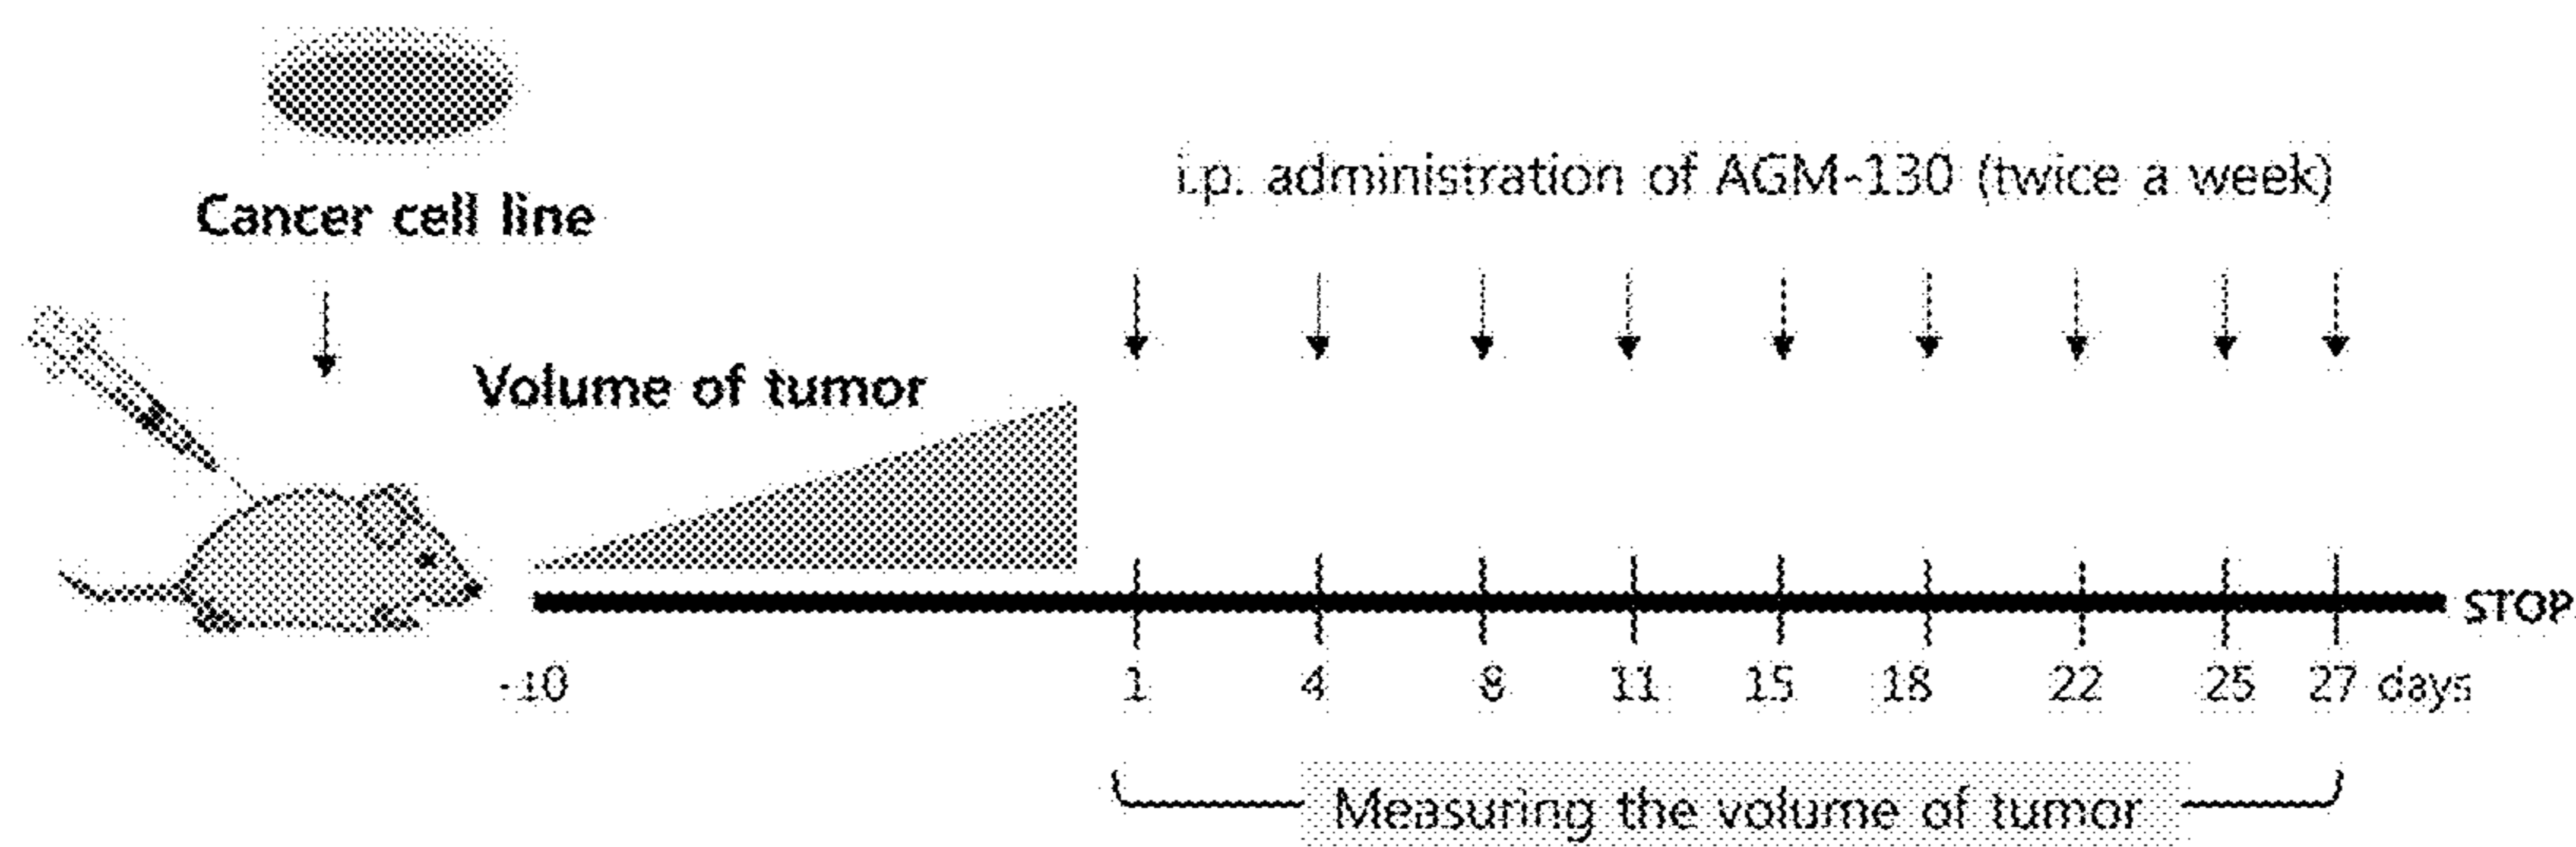 Cancer cell line
i.p. administration of AGM-130 (twice a week)
Volume of tumor
STOP
-10 1 4 8 11 15 18 22 25 27 days
Measuring the volume of tumor